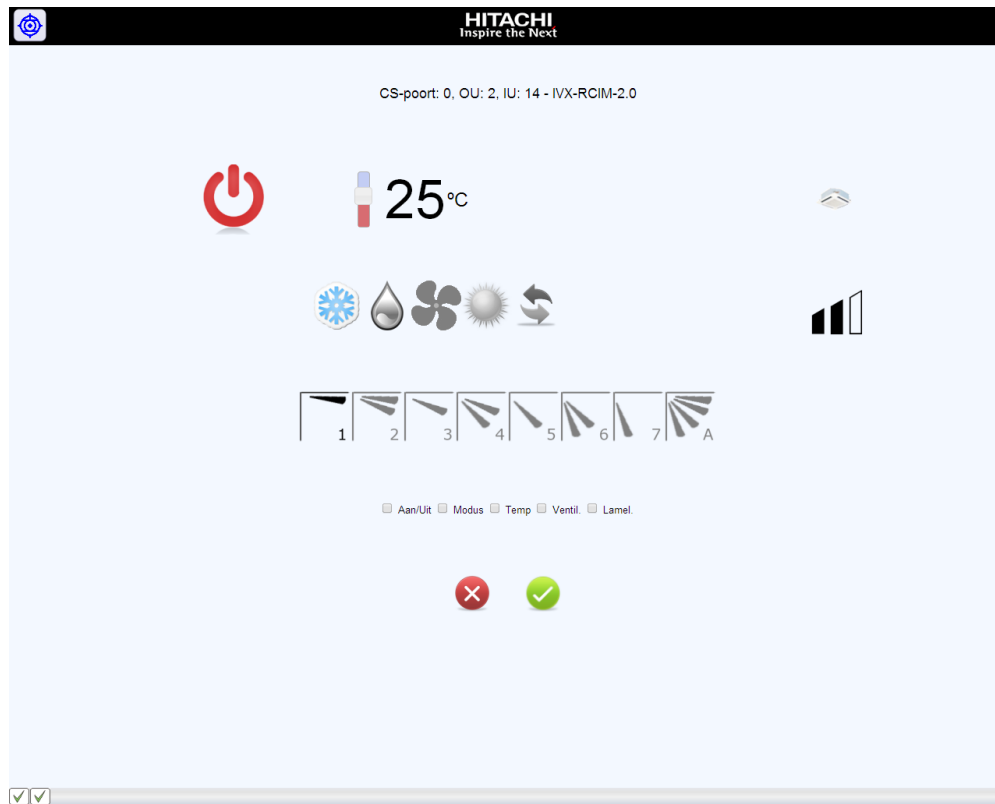 HITACHI
Inspire the Next
CS-poort: 0, OU: 2, IU: 14 - IVX-RCIM-2.0
25°C
1 2 3 4 5 6 7 A
Aan/Uit Modus Temp Ventil. Lamel.